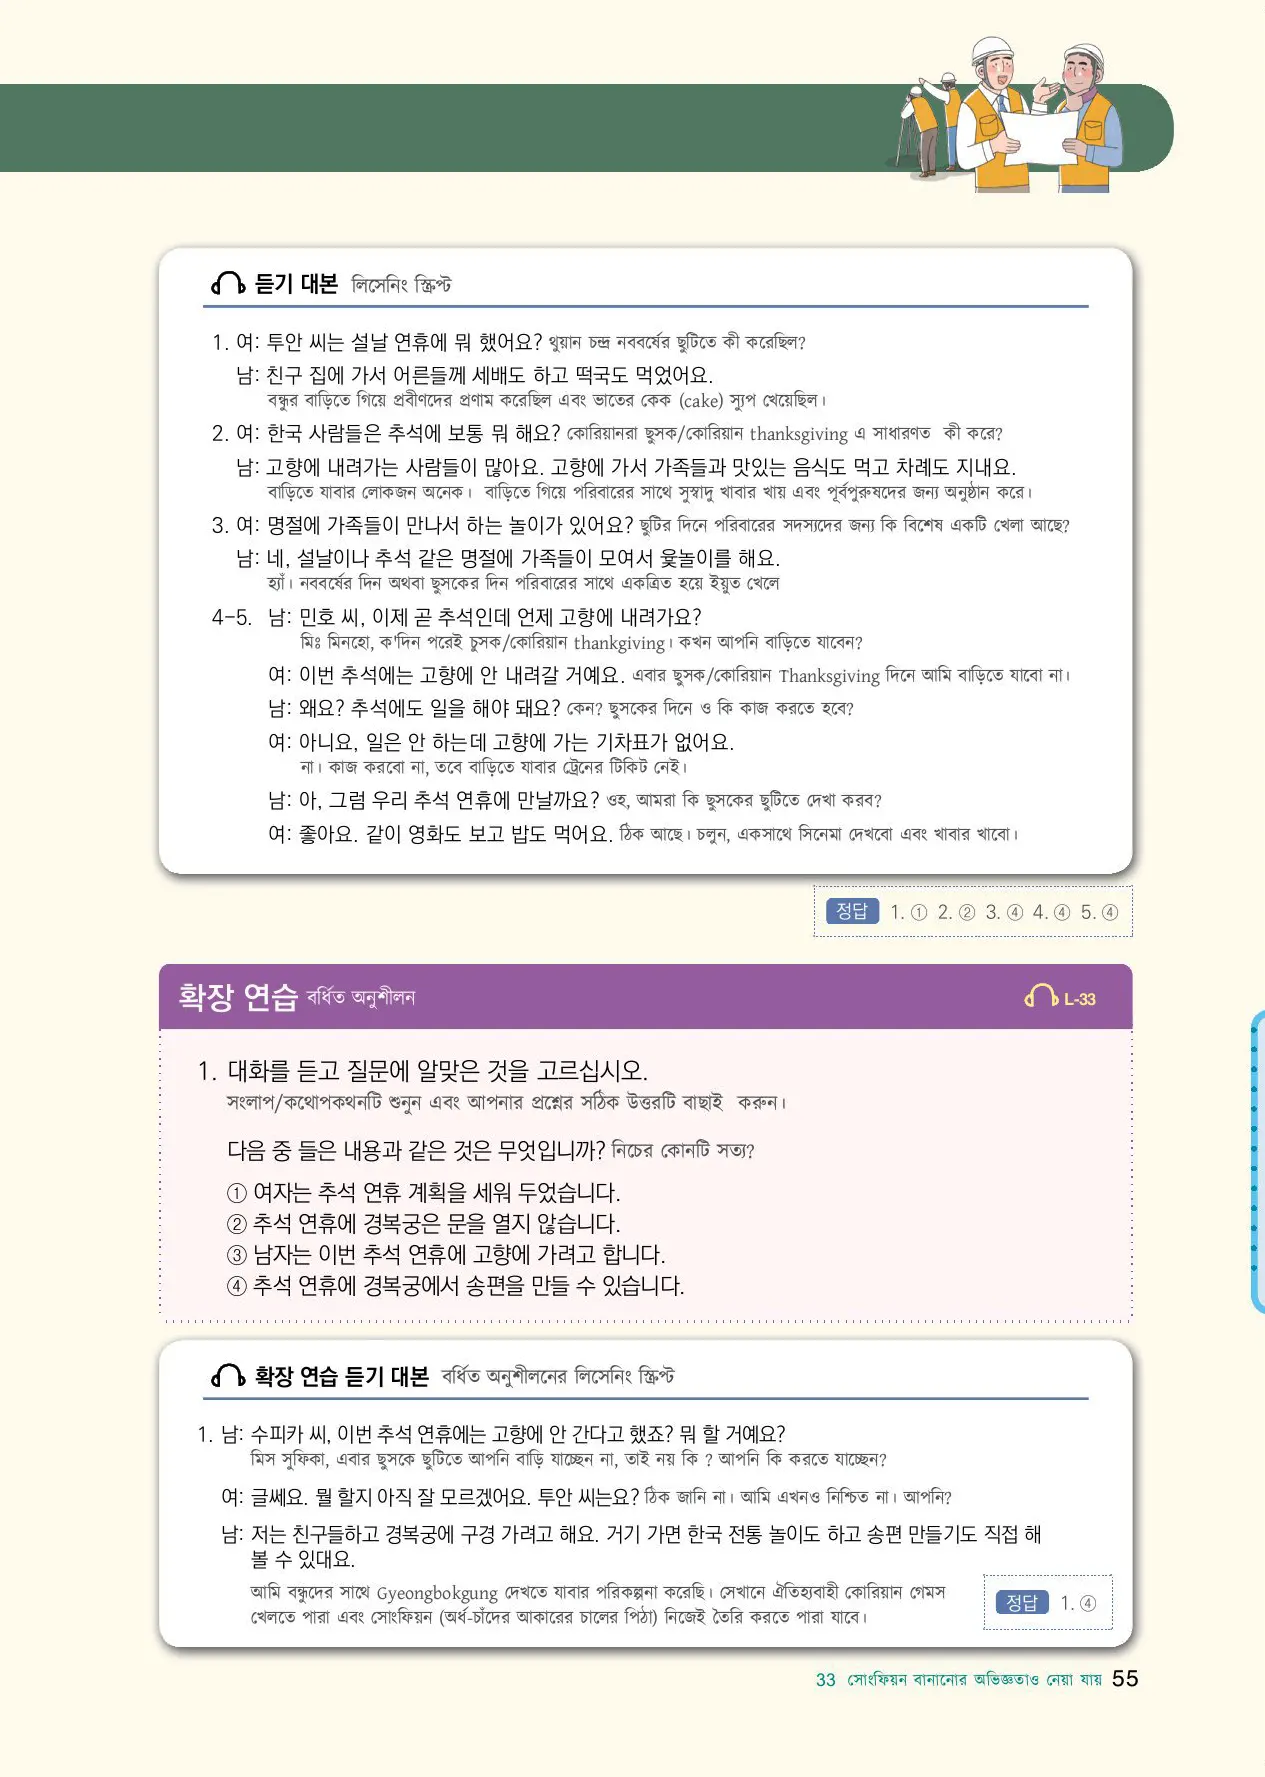 듣기 대본 লিসেনিং স্ক্রিপ্ট
1. 여: 투안 씨는 설날 연휴에 뭐 했어요? থুয়ান চন্দ্র নববর্ষের ছুটিতে কী করেছিল?
남: 친구 집에 가서 어른들께 세배도 하고 떡국도 먹었어요.
বন্ধুর বাড়িতে গিয়ে প্রবীণদের প্রণাম করেছিল এবং ভাতের কেক (cake) স্যুপ খেয়েছিল।
2. 여: 한국 사람들은 추석에 보통 뭐 해요? কোরিয়ানরা ছুসক/কোরিয়ান thanksgiving এ সাধারণত কী করে?
남: 고향에 내려가는 사람들이 많아요. 고향에 가서 가족들과 맛있는 음식도 먹고 차례도 지내요.
বাড়িতে যাবার লোকজন অনেক। বাড়িতে গিয়ে পরিবারের সাথে সুস্বাদু খাবার খায় এবং পূর্বপুরুষদের জন্য অনুষ্ঠান করে।
3. 여: 명절에 가족들이 만나서 하는 놀이가 있어요? ছুটির দিনে পরিবারের সদস্যদের জন্য কি বিশেষ একটি খেলা আছে?
남: 네, 설날이나 추석 같은 명절에 가족들이 모여서 윷놀이를 해요.
হ্যাঁ। নববর্ষের দিন অথবা ছুসকের দিন পরিবারের সাথে একত্রিত হয়ে ইয়ুত খেলে
4-5. 남: 민호 씨, 이제 곧 추석인데 언제 고향에 내려가요?
মিঃ মিনহো, ক'দিন পরেই চুসক/কোরিয়ান thankgiving। কখন আপনি বাড়িতে যাবেন?
여: 이번 추석에는 고향에 안 내려갈 거예요. এবার ছুসক/কোরিয়ান Thanksgiving দিনে আমি বাড়িতে যাবো না।
남: 왜요? 추석에도 일을 해야 돼요? কেন? ছুসকের দিনে ও কি কাজ করতে হবে?
여: 아니요, 일은 안 하는데 고향에 가는 기차표가 없어요.
না। কাজ করবো না, তবে বাড়িতে যাবার ট্রেনের টিকিট নেই।
남: 아, 그럼 우리 추석 연휴에 만날까요? ওহ, আমরা কি ছুসকের ছুটিতে দেখা করব?
여: 좋아요. 같이 영화도 보고 밥도 먹어요. ঠিক আছে। চলুন, একসাথে সিনেমা দেখবো এবং খাবার খাবো।
정답 1. ① 2. ② 3. ④ 4. ④ 5. ④
확장 연습 বর্ধিত অনুশীলন L-33
1. 대화를 듣고 질문에 알맞은 것을 고르십시오.
সংলাপ/কথোপকথনটি শুনুন এবং আপনার প্রশ্নের সঠিক উত্তরটি বাছাই করুন।
다음 중 들은 내용과 같은 것은 무엇입니까? নিচের কোনটি সত্য?
① 여자는 추석 연휴 계획을 세워 두었습니다.
② 추석 연휴에 경복궁은 문을 열지 않습니다.
③ 남자는 이번 추석 연휴에 고향에 가려고 합니다.
④ 추석 연휴에 경복궁에서 송편을 만들 수 있습니다.
확장 연습 듣기 대본 বর্ধিত অনুশীলনের লিসেনিং স্ক্রিপ্ট
1. 남: 수피카 씨, 이번 추석 연휴에는 고향에 안 간다고 했죠? 뭐 할 거예요?
মিস সুফিকা, এবার ছুসকে ছুটিতে আপনি বাড়ি যাচ্ছেন না, তাই নয় কি ? আপনি কি করতে যাচ্ছেন?
여: 글쎄요. 뭘 할지 아직 잘 모르겠어요. 투안 씨는요? ঠিক জানি না। আমি এখনও নিশ্চিত না। আপনি?
남: 저는 친구들하고 경복궁에 구경 가려고 해요. 거기 가면 한국 전통 놀이도 하고 송편 만들기도 직접 해
볼 수 있대요.
আমি বন্ধুদের সাথে Gyeongbokgung দেখতে যাবার পরিকল্পনা করেছি। সেখানে ঐতিহ্যবাহী কোরিয়ান গেমস
খেলতে পারা এবং সোংফিয়ন (অর্ধ-চাঁদের আকারের চালের পিঠা) নিজেই তৈরি করতে পারা যাবে।
정답 1. ④
33 সোংফিয়ন বানানোর অভিজ্ঞতাও নেয়া যায় 55